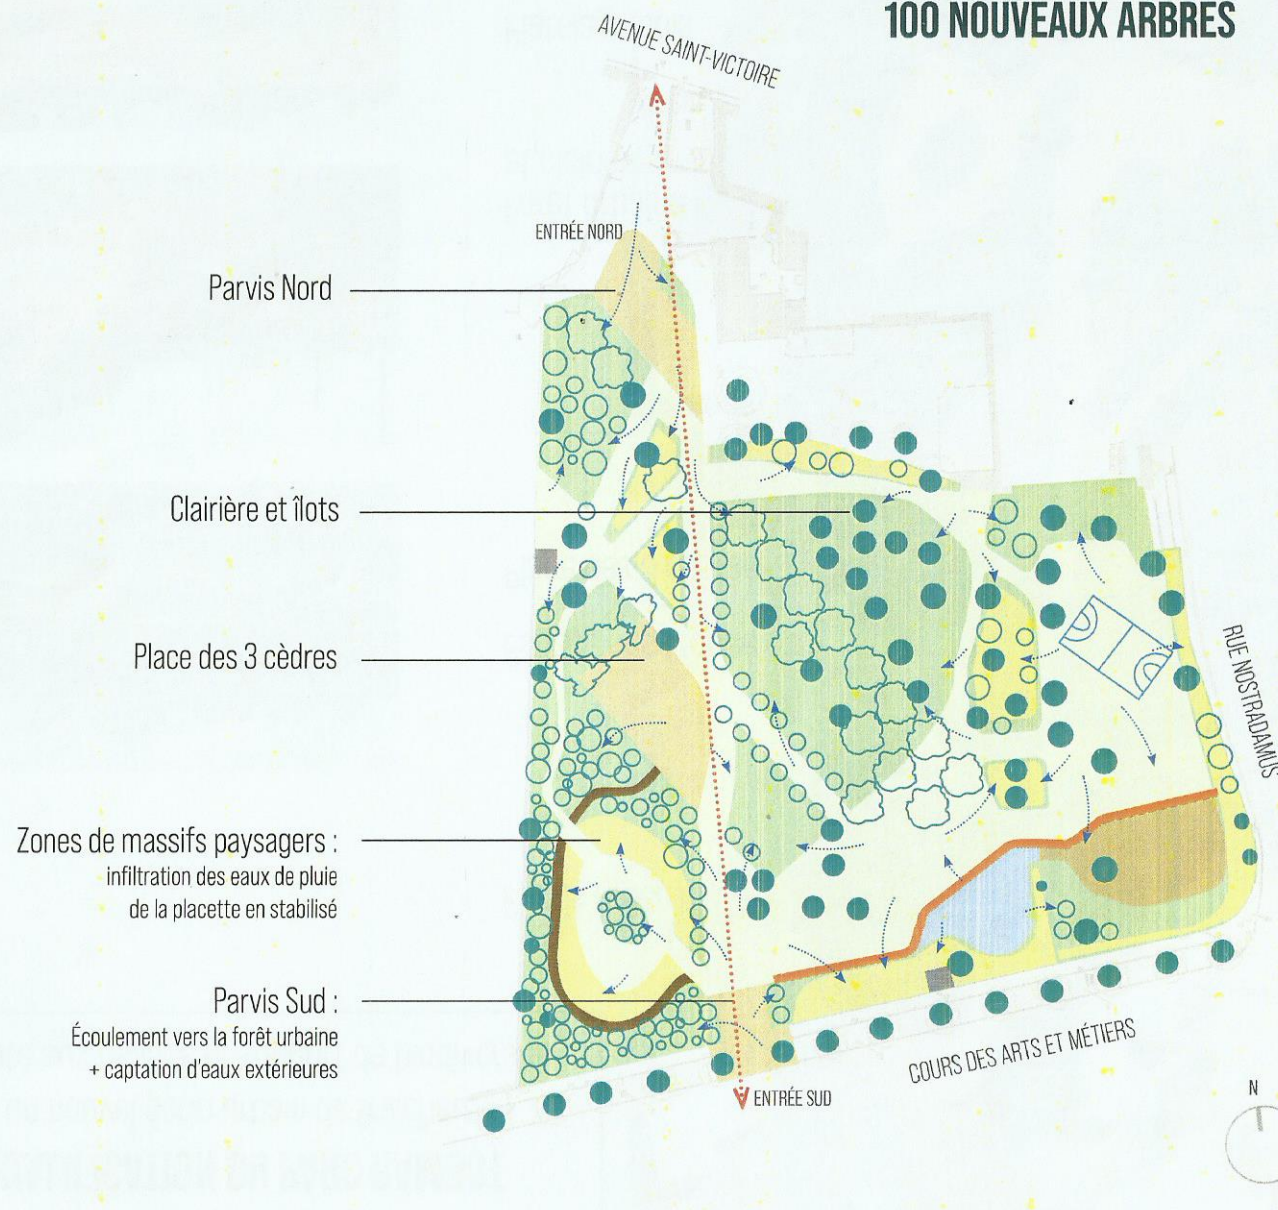 100 NOUVEAUX ARBRES
AVENUE SAINT-VICTOIRE
ENTRÉE NORD
Parvis Nord
Clairière et îlots
Place des 3 cèdres
RUE NOSTRADAMUS
Zones de massifs paysagers :
infiltration des eaux de pluie
de la placette en stabilisé
Parvis Sud :
Écoulement vers la forêt urbaine
+ captation d'eaux extérieures
COURS DES ARTS ET MÉTIERS
ENTRÉE SUD
N